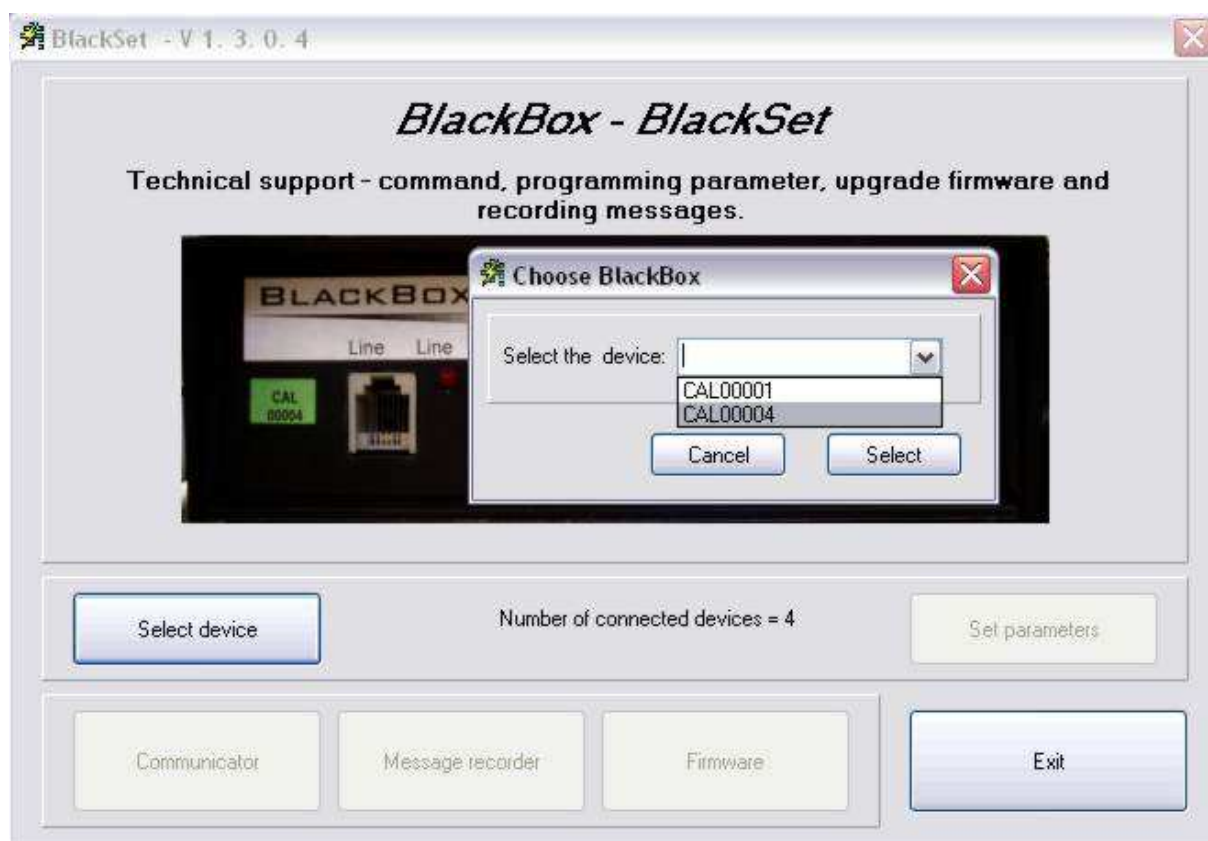 BlackSet - V 1. 3. 0. 4
BlackBox - BlackSet
Technical support - command, programming parameter, upgrade firmware and
recording messages.
BLACKBOX
Line Line
CAL
00004
Choose BlackBox
Select the device:
CAL00001
CAL00004
Cancel Select
Select device
Number of connected devices = 4
Set parameters
Communicator
Message recorder
Firmware
Exit